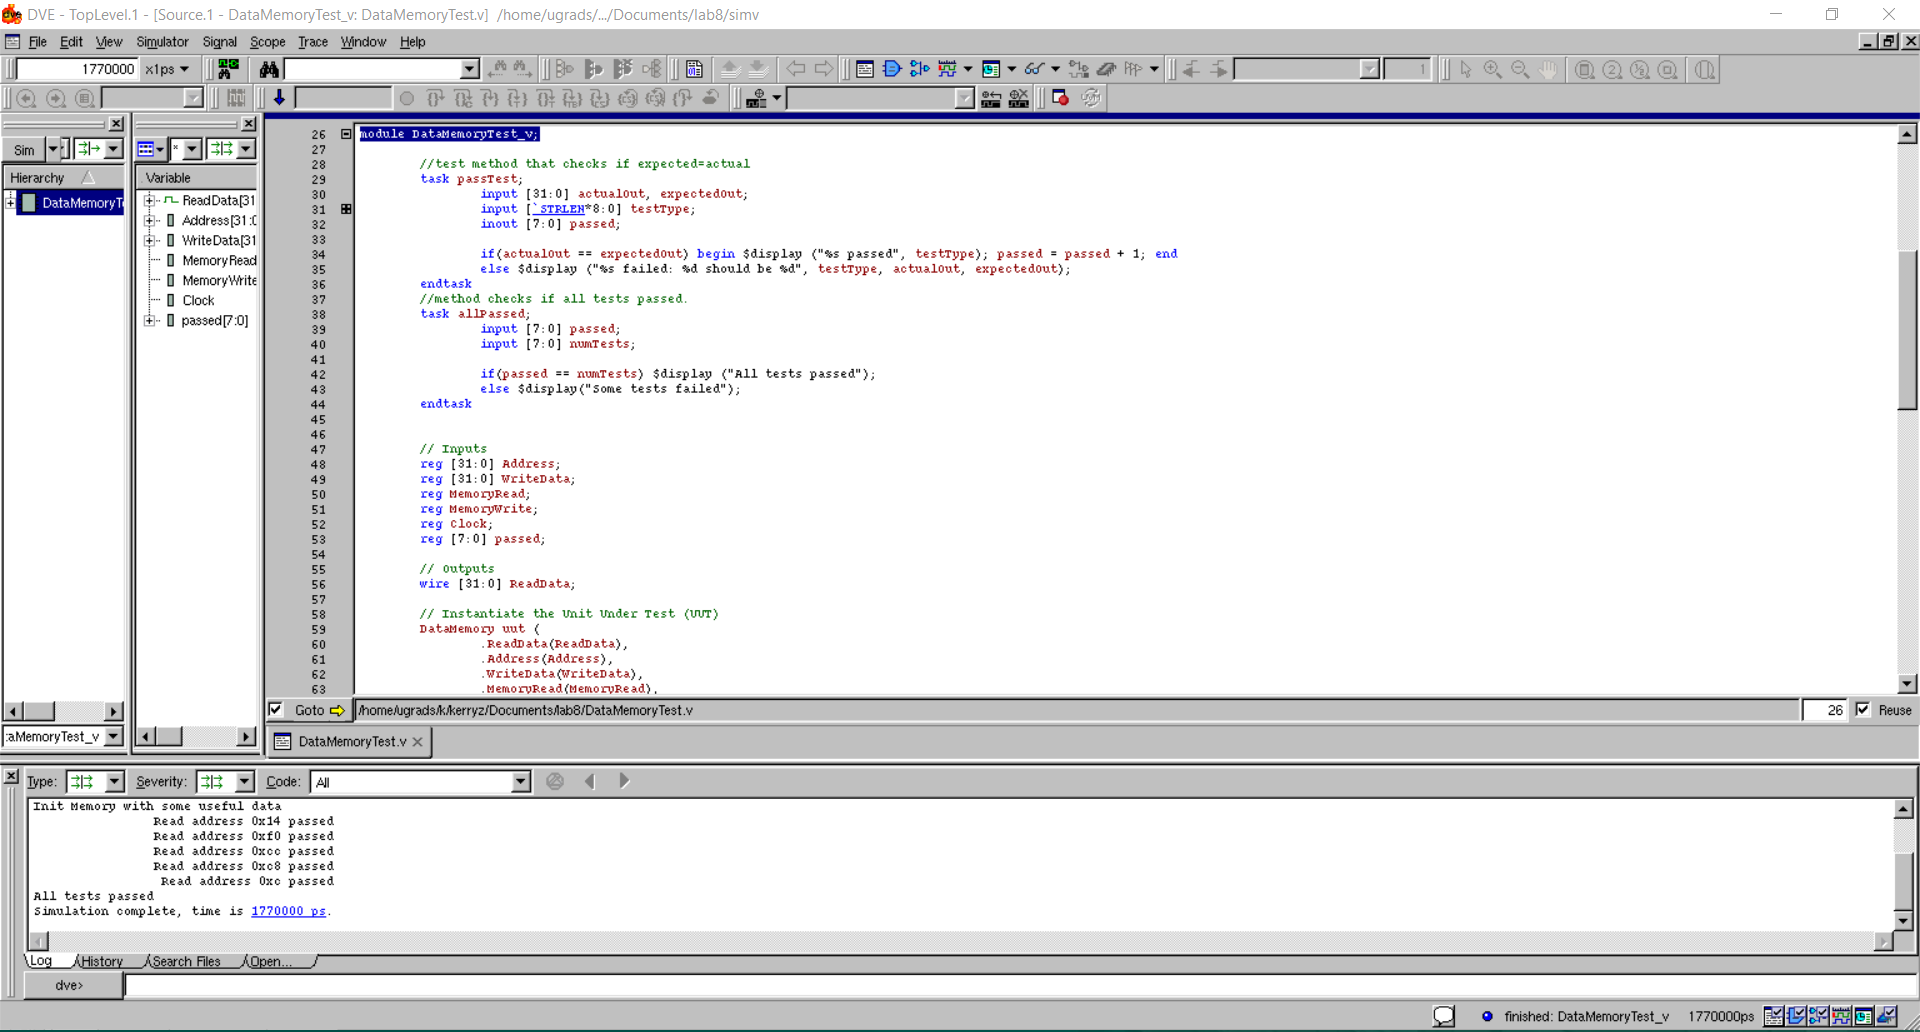 DVE - TopLevel.1 - [Source.1 - DataMemoryTest_v: DataMemoryTest.v]  /home/ugrads/.../Documents/lab8/simv
File Edit View Simulator Signal Scope Trace Window Help
1770000 x1ps
1
Sim
*
Hierarchy
Variable
DataMemoryT
ReadData[31
Address[31:0
WriteData[31
MemoryRead
MemoryWrite
Clock
passed[7:0]
26 module DataMemoryTest_v;
27
28 //test method that checks if expected=actual
29 task passTest;
30 input [31:0] actualOut, expectedOut;
31 input [`STRLEN*8:0] testType;
32 inout [7:0] passed;
33
34 if(actualOut == expectedOut) begin $display ("%s passed", testType); passed = passed + 1; end
35 else $display ("%s failed: %d should be %d", testType, actualOut, expectedOut);
36 endtask
37 //method checks if all tests passed.
38 task allPassed;
39 input [7:0] passed;
40 input [7:0] numTests;
41
42 if(passed == numTests) $display ("All tests passed");
43 else $display("Some tests failed");
44 endtask
45
46
47 // Inputs
48 reg [31:0] Address;
49 reg [31:0] WriteData;
50 reg MemoryRead;
51 reg MemoryWrite;
52 reg Clock;
53 reg [7:0] passed;
54
55 // Outputs
56 wire [31:0] ReadData;
57
58 // Instantiate the Unit Under Test (UUT)
59 DataMemory uut (
60 .ReadData(ReadData),
61 .Address(Address),
62 .WriteData(WriteData),
63 .MemoryRead(MemoryRead),
Goto /home/ugrads/k/kerryz/Documents/lab8/DataMemoryTest.v 26 Reuse
aMemoryTest_v
DataMemoryTest.v
Type: Severity: Code: All
Init Memory with some useful data
Read address 0x14 passed
Read address 0xf0 passed
Read address 0xcc passed
Read address 0xc8 passed
Read address 0xc passed
All tests passed
Simulation complete, time is 1770000 ps.
Log History Search Files Open...
dve>
finished: DataMemoryTest_v 1770000ps